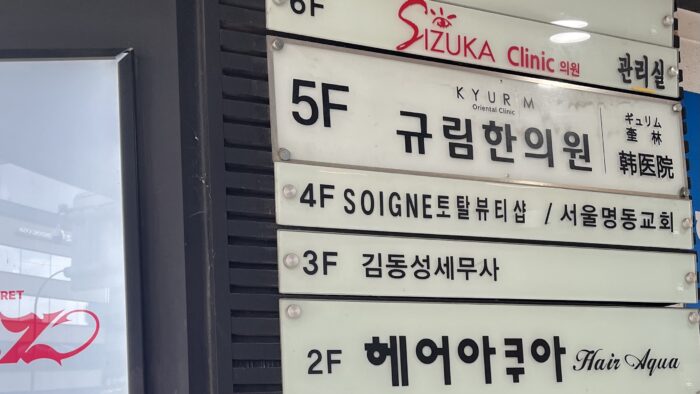 6F SIZUKA Clinic 의원 관리실
5F KYURIM
Oriental Clinic
규림한의원
ギュリム
奎林
韩医院
4F SOIGNE토탈뷰티샵 / 서울명동교회
3F 김동성세무사
2F 헤어아쿠아 Hair Aqua
RET